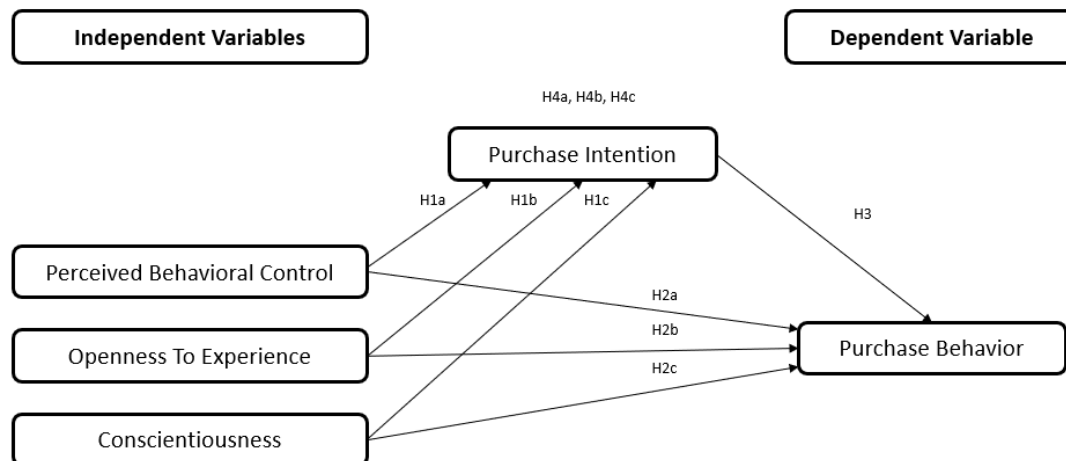 Independent Variables
Dependent Variable
H4a, H4b, H4c
Purchase Intention
H1a
H1b
H1c
H3
Perceived Behavioral Control
H2a
H2b
Openness To Experience
Purchase Behavior
H2c
Conscientiousness